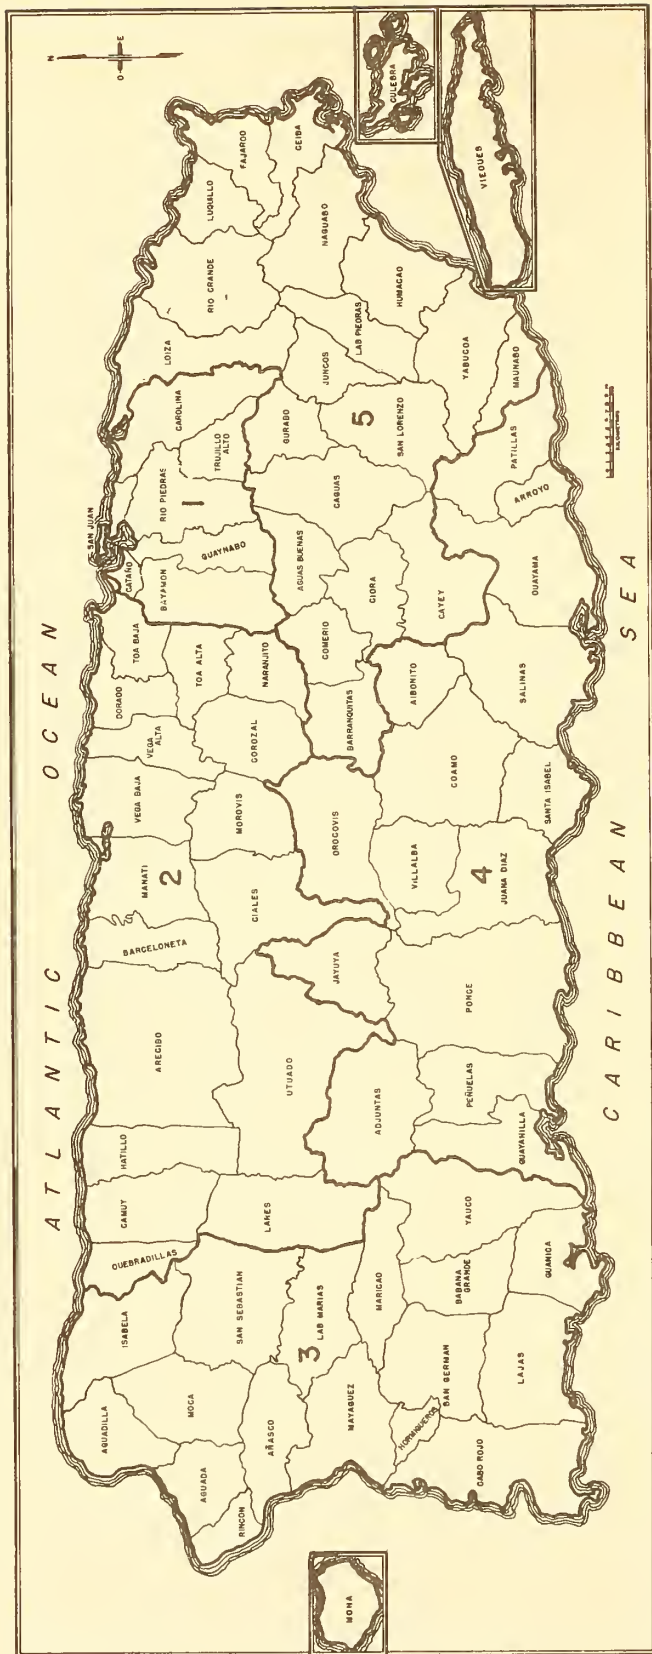 N
O
E
ATLANTIC OCEAN
CARIBBEAN SEA
MONA
CULEBRA
VIEQUES
AGUADILLA
ISABELA
QUEBRADILLAS
CAMUY
HATILLO
ARECIBO
BARCELONETA
MANATI
VEGA BAJA
VEGA ALTA
DORADO
TOA BAJA
CATAÑO
SAN JUAN
BAYAMON
GUAYNABO
RIO PIEDRAS
TRUJILLO ALTO
CAROLINA
LOIZA
RIO GRANDE
LUQUILLO
FAJARDO
CEIBA
AGUADA
MOCA
RINCON
AÑASCO
SAN SEBASTIAN
LARES
UTUADO
CIALES
MOROVIS
COROZAL
TOA ALTA
NARANJITO
COMERIO
AGUAS BUENAS
GURABO
CAGUAS
JUNCOS
LAS PIEDRAS
NAGUABO
HUMACAO
MAYAGUEZ
LAS MARIAS
MARICAO
ADJUNTAS
JAYUYA
OROCOVIS
BARRANQUITAS
AIBONITO
CIDRA
CAYEY
SAN LORENZO
YABUCOA
MAUNABO
HORMIGUEROS
CABO ROJO
SAN GERMAN
LAJAS
SABANA GRANDE
GUANICA
YAUCO
GUAYANILLA
PEÑUELAS
PONCE
VILLALBA
JUANA DIAZ
COAMO
SANTA ISABEL
SALINAS
GUAYAMA
ARROYO
PATILLAS
1
2
3
4
5
KILOMETERS